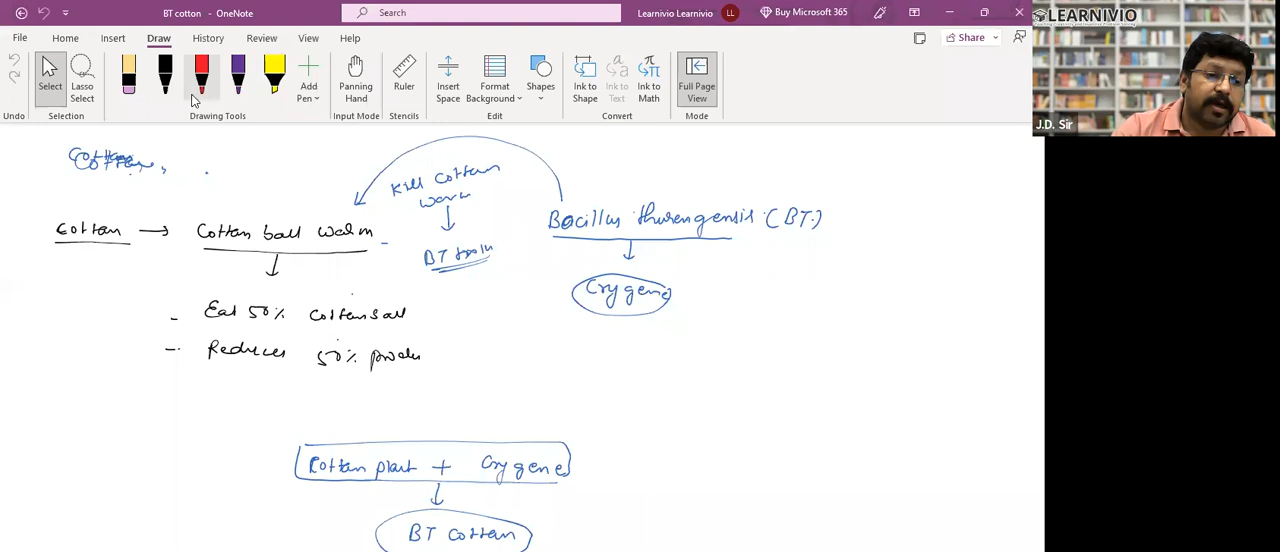 BT cotton - OneNote
Search
Learnivio Learnivio
LL
Buy Microsoft 365
LEARNIVIO
File
Home
Insert
Draw
History
Review
View
Help
Share
Select
Lasso
Select
Add
Pen
Panning
Hand
Ruler
Insert
Space
Format
Background
Shapes
Ink to
Shape
Ink to
Text
Ink to
Math
Full Page
View
Undo
Selection
Drawing Tools
Input Mode
Stencils
Edit
Convert
Mode
J.D. Sir
Kill Cotton
worm
Cotton → Cotton ball worm
Bacillus thurengensis (BT)
BT toxin
Cry gene
- Eat 50% cotton ball
- Reduces 50%
Cotton plant + Cry gene
BT cotton